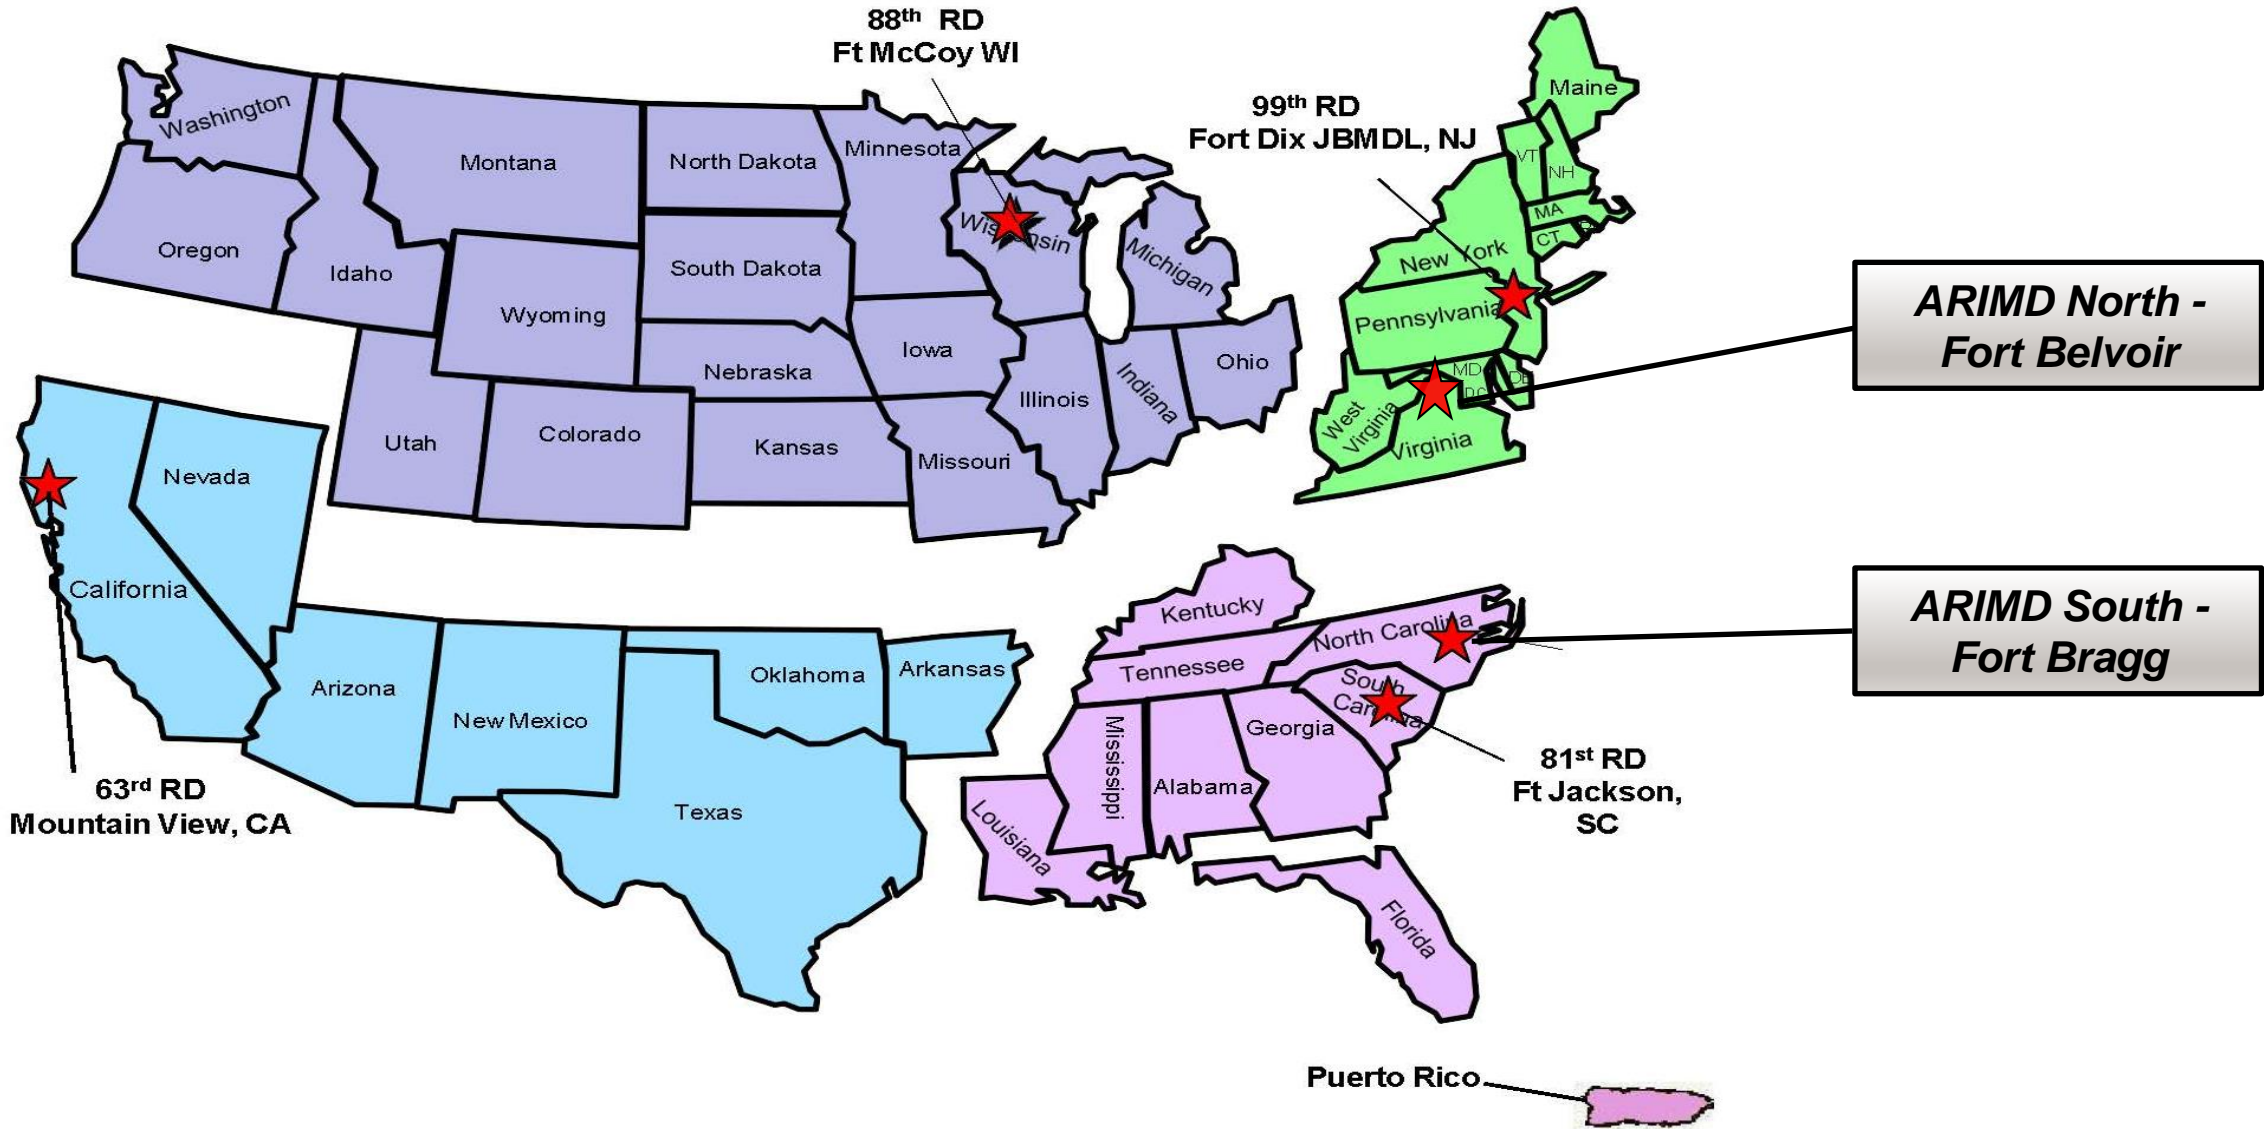 88th RD
Ft McCoy WI
99th RD
Fort Dix JBMDL, NJ
Maine
Washington
Montana
North Dakota
Minnesota
VT
NH
MA
CT
Oregon
Idaho
Wyoming
South Dakota
Wisconsin
Michigan
New York
Pennsylvania
ARIMD North -
Fort Belvoir
Nebraska
Iowa
Ohio
Illinois
Indiana
MD
DC
DE
West
Virginia
Virginia
Utah
Colorado
Kansas
Missouri
Nevada
California
Arizona
New Mexico
Oklahoma
Arkansas
Texas
63rd RD
Mountain View, CA
Kentucky
Tennessee
North Carolina
South
Carolina
ARIMD South -
Fort Bragg
Mississippi
Alabama
Georgia
Louisiana
Florida
81st RD
Ft Jackson,
SC
Puerto Rico